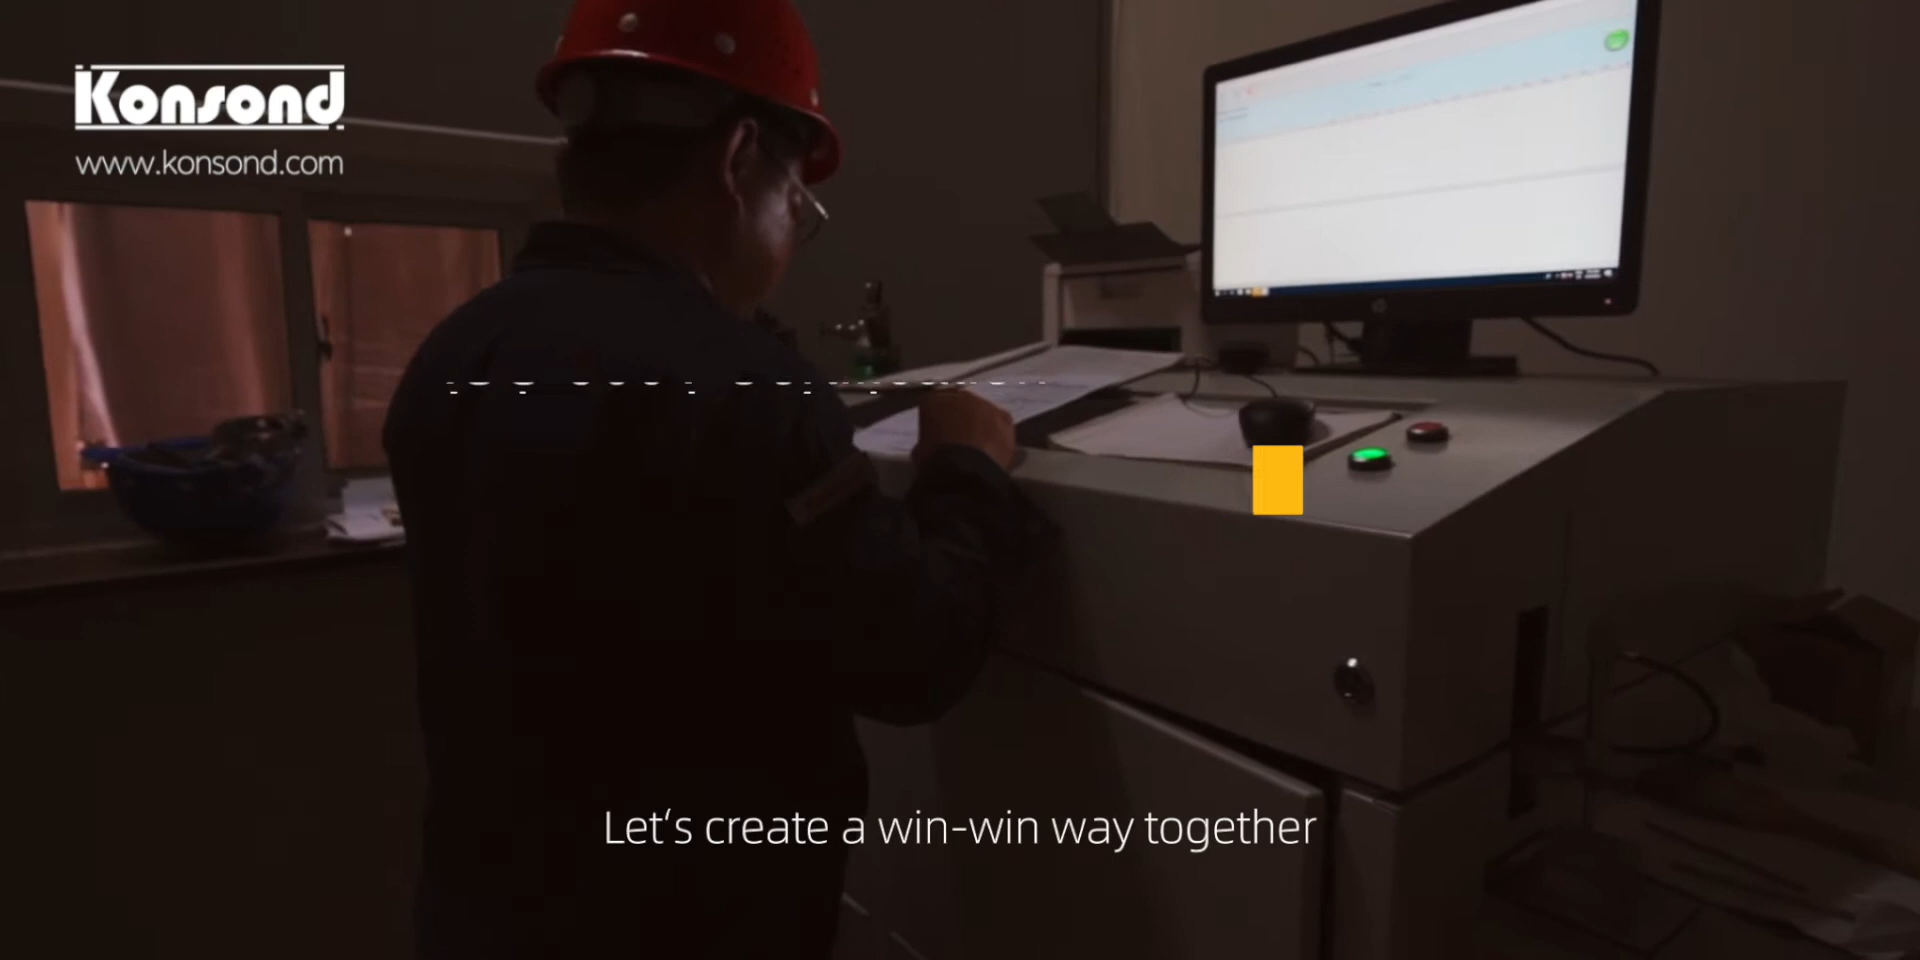 Konsond
www.konsond.com
Let's create a win-win way together